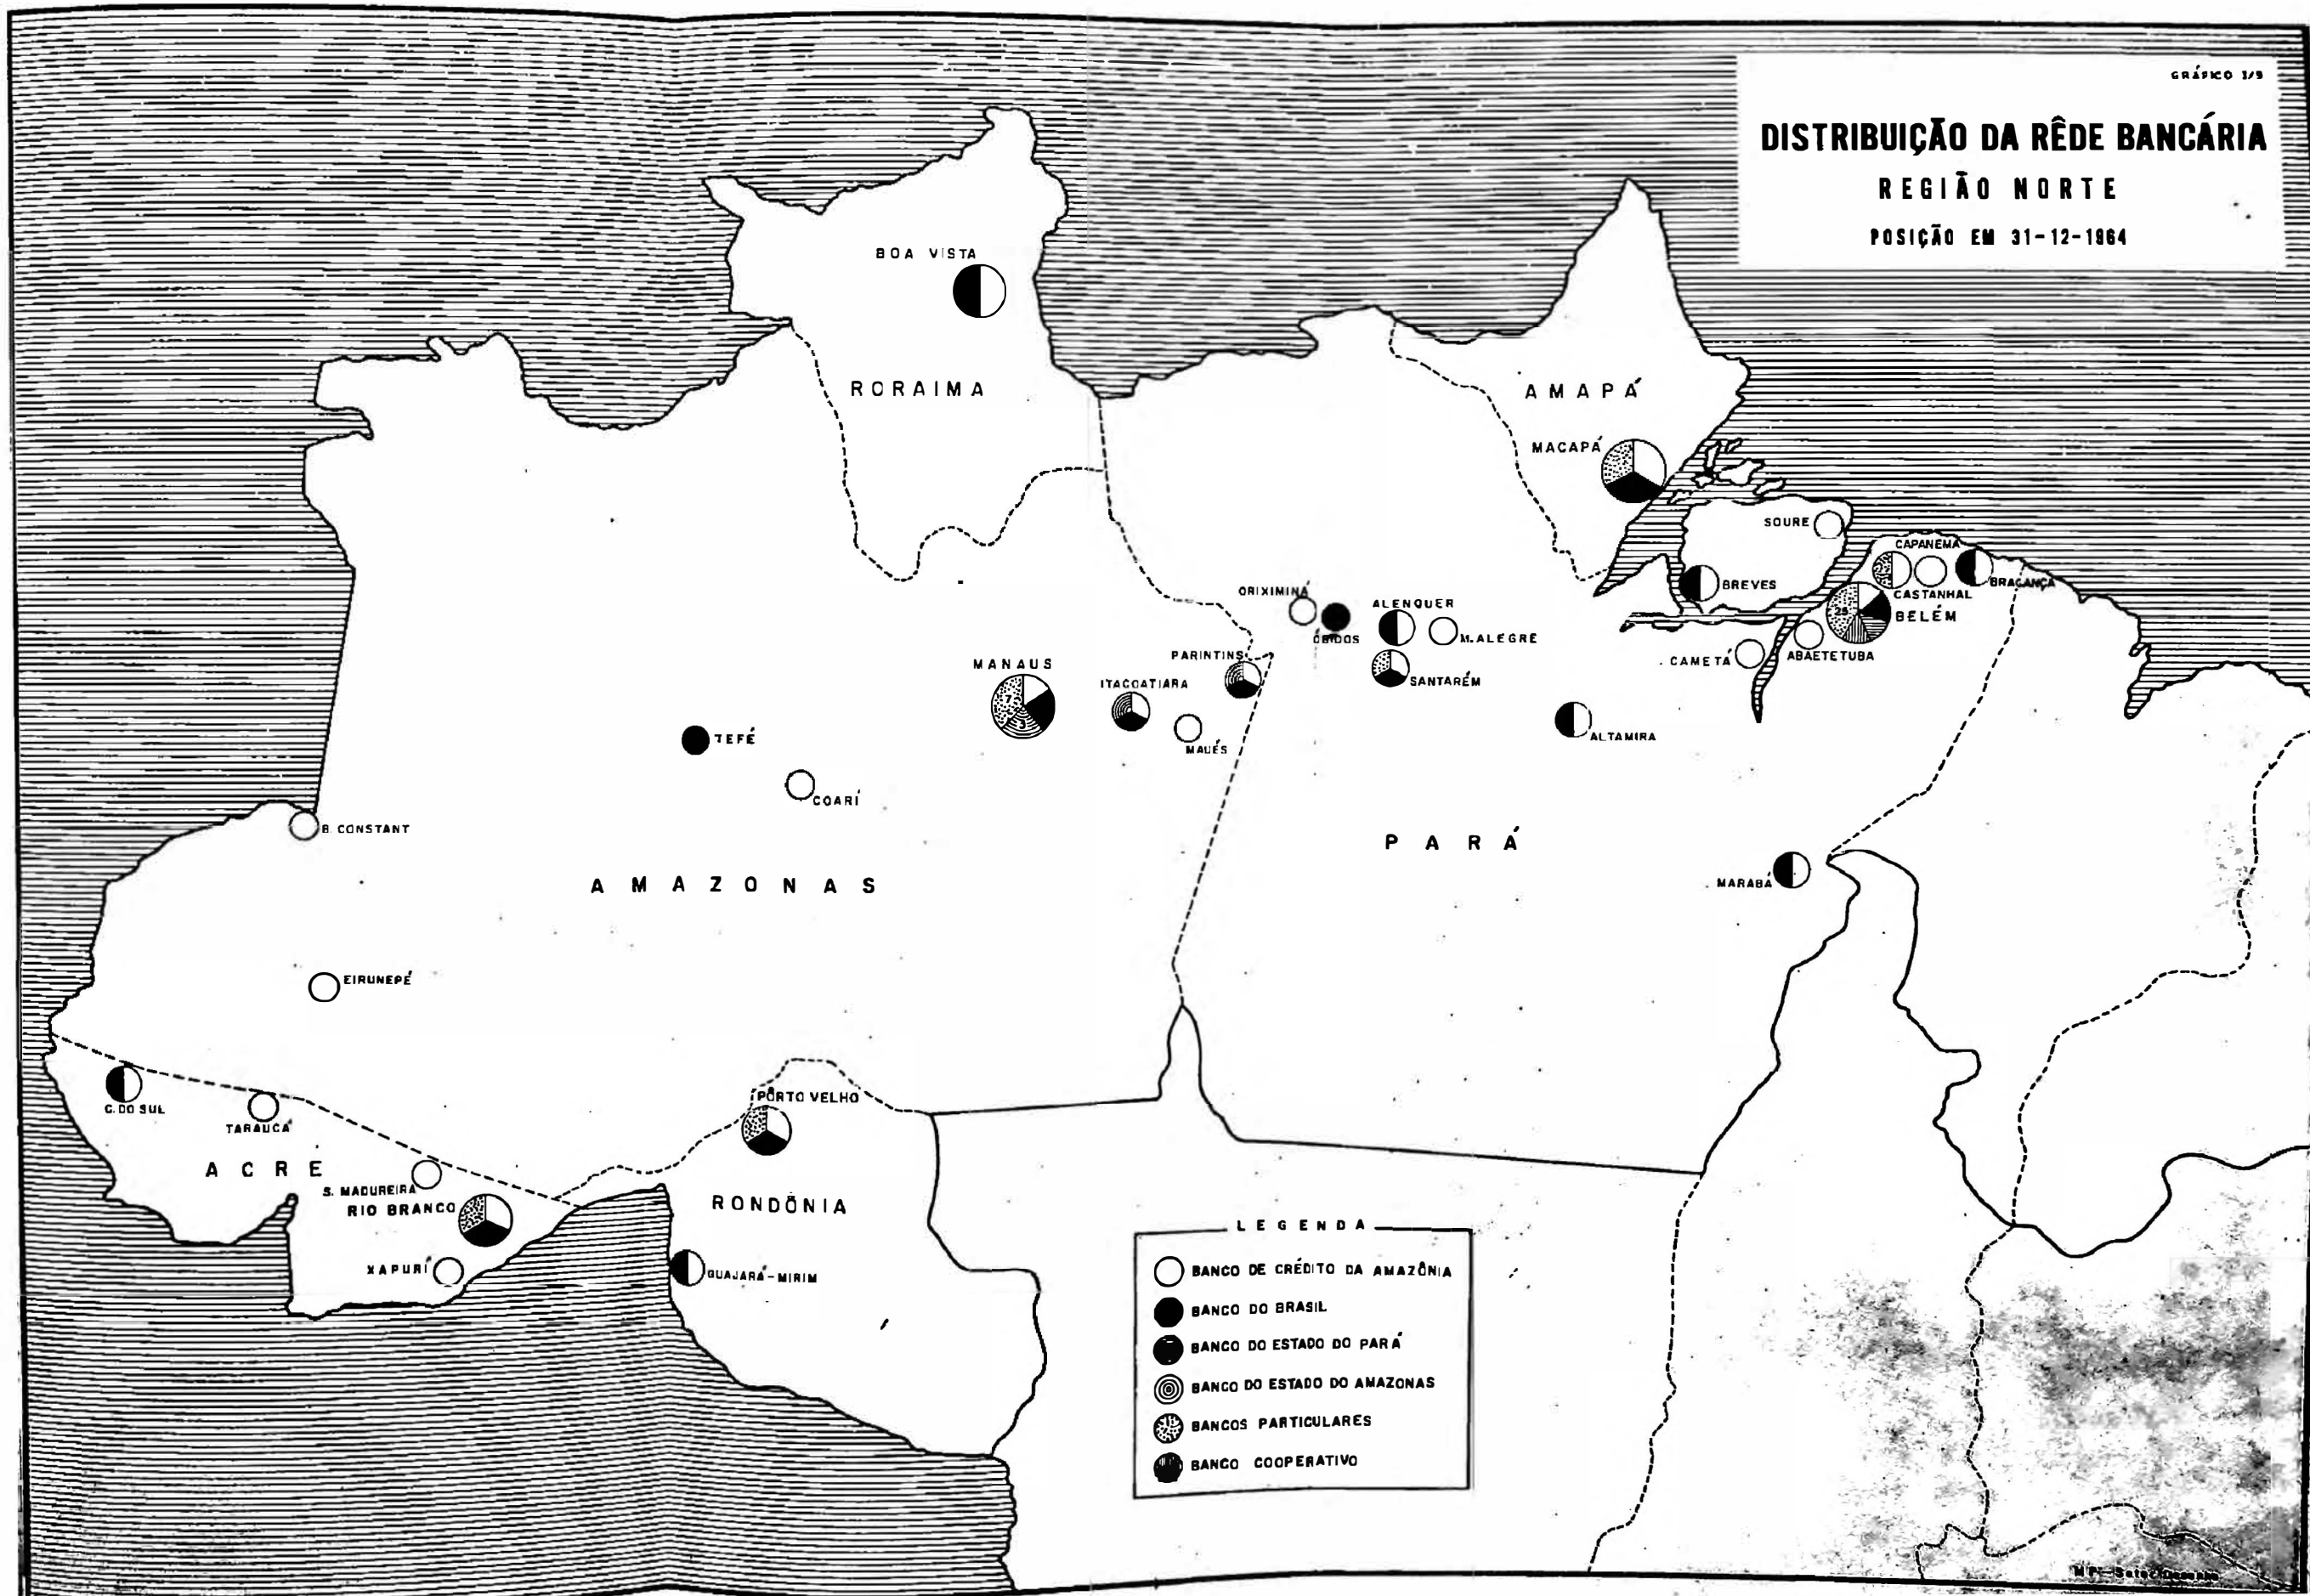 GRÁFICO 1/9
DISTRIBUIÇÃO DA RÊDE BANCÁRIA
REGIÃO NORTE
POSIÇÃO EM 31-12-1964
BOA VISTA
RORAIMA
AMAPÁ
MACAPÁ
SOURE
CAPANEMA
BREVES
BRAGANÇA
CASTANHAL
25
BELÉM
ORIXIMINÁ
ALENQUER
ÓBIDOS
M. ALEGRE
CAMETÁ
ABAETETUBA
PARINTINS
MANAUS
SANTARÉM
ITACOATIARA
7
3
MAUÉS
ALTAMIRA
TEFÉ
COARÍ
B. CONSTANT
PARÁ
AMAZONAS
MARABÁ
EIRUNEPÉ
PÔRTO VELHO
C. DO SUL
TARAUCÁ
ACRE
S. MADUREIRA
RIO BRANCO
RONDÔNIA
XAPURÍ
GUAJARÁ-MIRIM
LEGENDA
BANCO DE CRÉDITO DA AMAZÔNIA
BANCO DO BRASIL
BANCO DO ESTADO DO PARÁ
BANCO DO ESTADO DO AMAZONAS
BANCOS PARTICULARES
BANCO COOPERATIVO